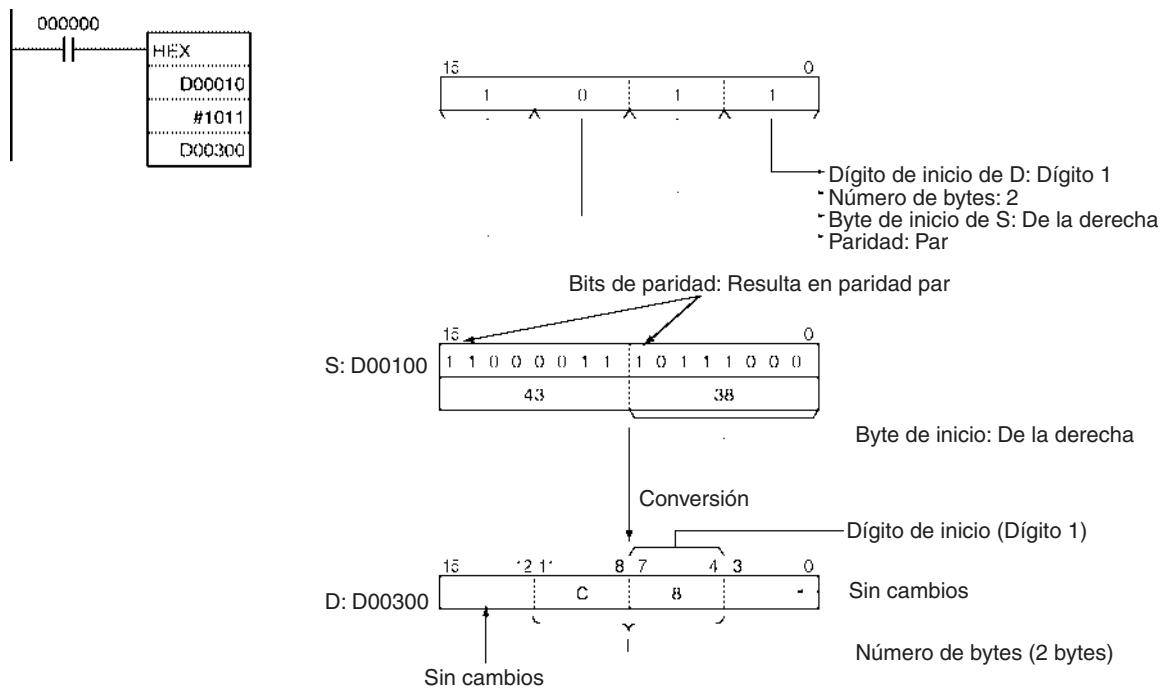 000000
HEX
D00010
#1011
D00300
15 0
1 0 1 1
Dígito de inicio de D: Dígito 1
Número de bytes: 2
Byte de inicio de S: De la derecha
Paridad: Par
Bits de paridad: Resulta en paridad par
15 0
S: D00100 1 1 0 0 0 0 1 1 1 0 1 1 1 0 0 0
43 38
Byte de inicio: De la derecha
Conversión
Dígito de inicio (Dígito 1)
15 12 11 8 7 4 3 0
D: D00300 C 8 Sin cambios
Número de bytes (2 bytes)
Sin cambios